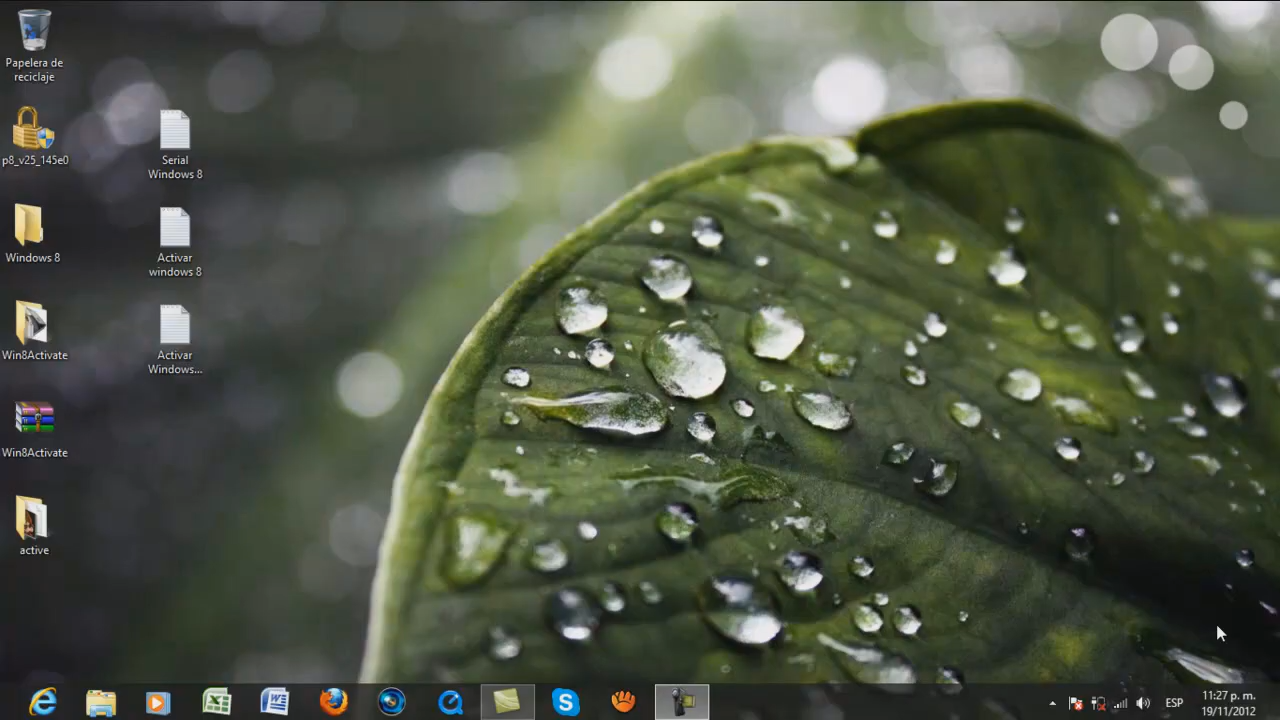 Papelera de
reciclaje
p8_v25_145e0
Windows 8
Win8Activate
Win8Activate
active
Serial
Windows 8
Activar
windows 8
Activar
Windows...
ESP
11:27 p. m.
19/11/2012